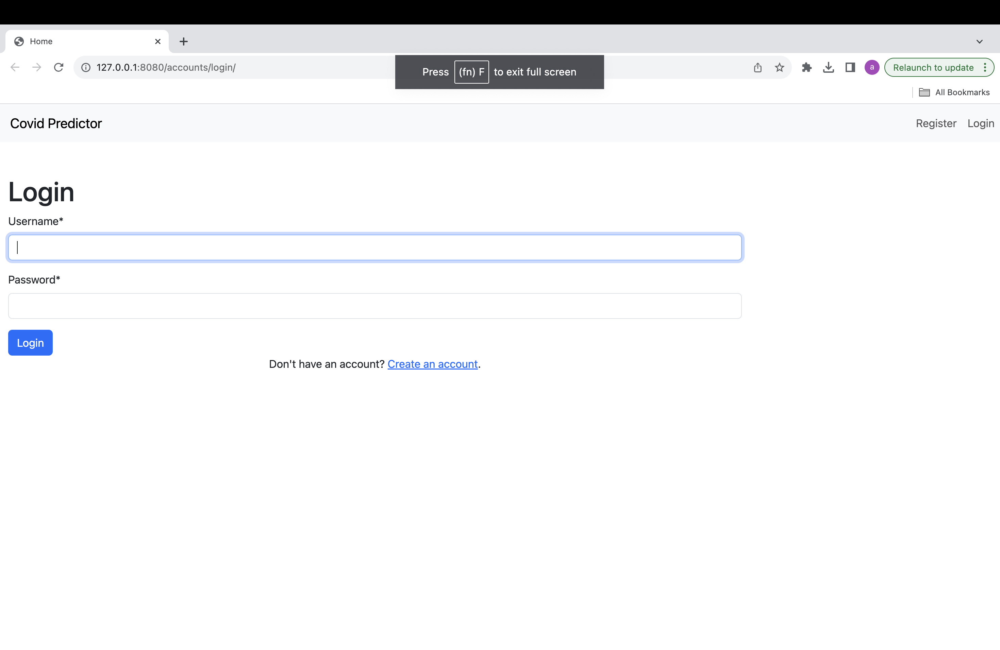 Home
127.0.0.1:8080/accounts/login/
Press (fn) F to exit full screen
a
Relaunch to update
All Bookmarks
Covid Predictor
Register Login
Login
Username*
Password*
Login
Don't have an account? Create an account.